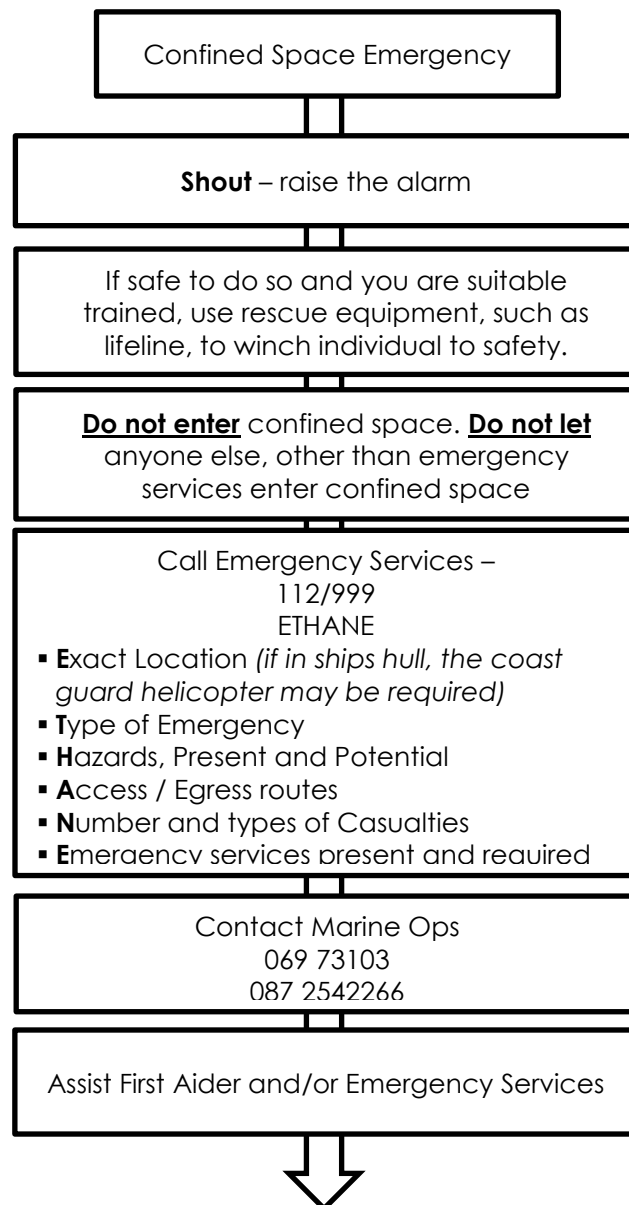 Confined Space Emergency
Shout – raise the alarm
If safe to do so and you are suitable
trained, use rescue equipment, such as
lifeline, to winch individual to safety.
Do not enter confined space. Do not let
anyone else, other than emergency
services enter confined space
Call Emergency Services –
112/999
ETHANE
▪ Exact Location (if in ships hull, the coast
guard helicopter may be required)
▪ Type of Emergency
▪ Hazards, Present and Potential
▪ Access / Egress routes
▪ Number and types of Casualties
▪ Emergency services present and required
Contact Marine Ops
069 73103
087 2542266
Assist First Aider and/or Emergency Services